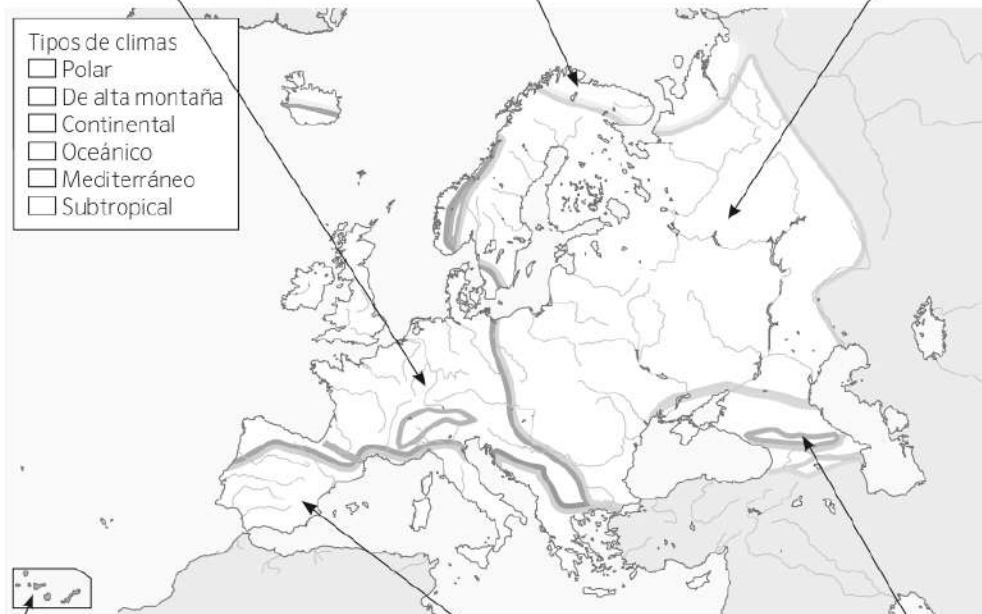 Tipos de climas
Polar
De alta montaña
Continental
Oceánico
Mediterráneo
Subtropical